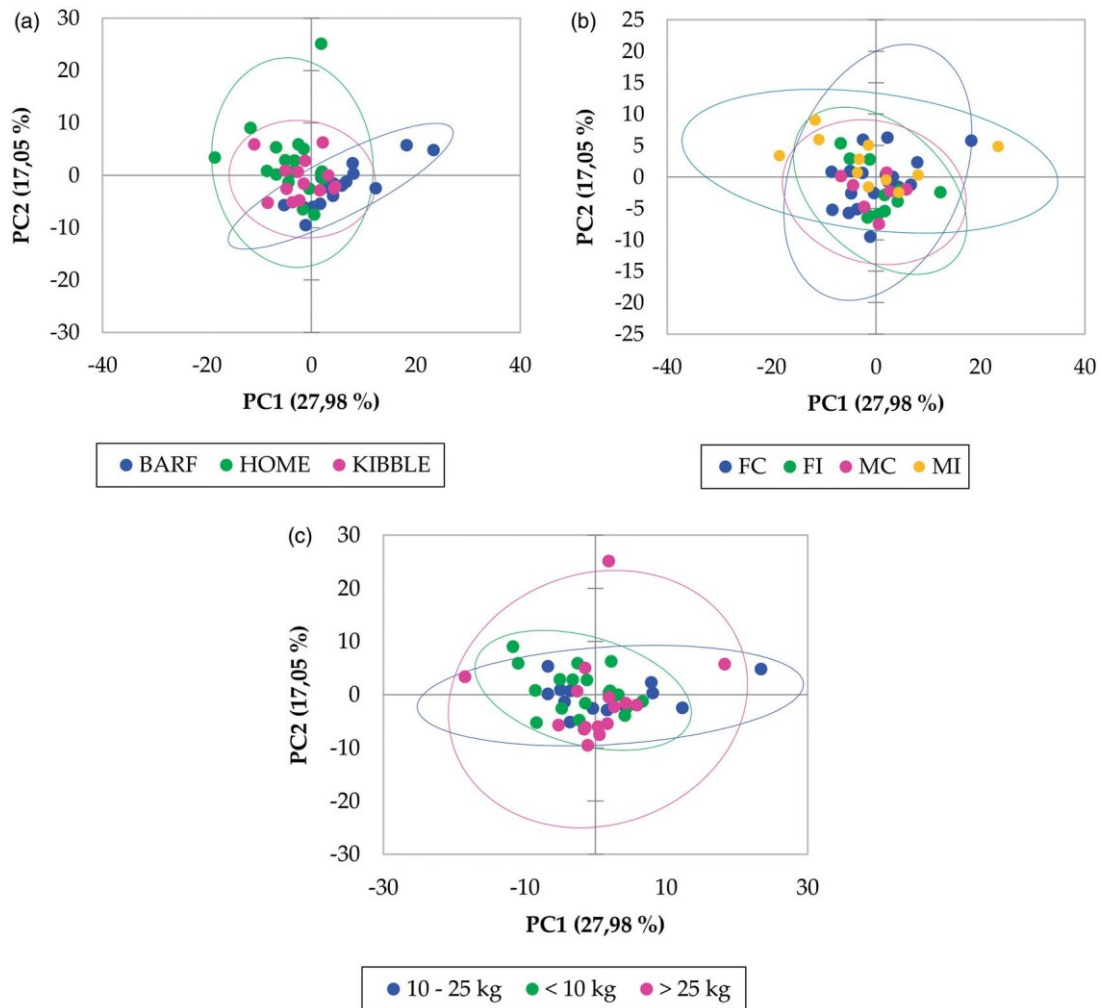 (a)
30
20
10
0
-10
-20
-30
PC2 (17,05 %)
-40 -20 0 20 40
PC1 (27,98 %)
BARF HOME KIBBLE
(b)
25
20
15
10
5
0
-5
-10
-15
-20
-25
PC2 (17,05 %)
-40 -20 0 20 40
PC1 (27,98 %)
FC FI MC MI
(c)
30
20
10
0
-10
-20
-30
PC2 (17,05 %)
-30 -10 10 30
PC1 (27,98 %)
10 - 25 kg < 10 kg > 25 kg